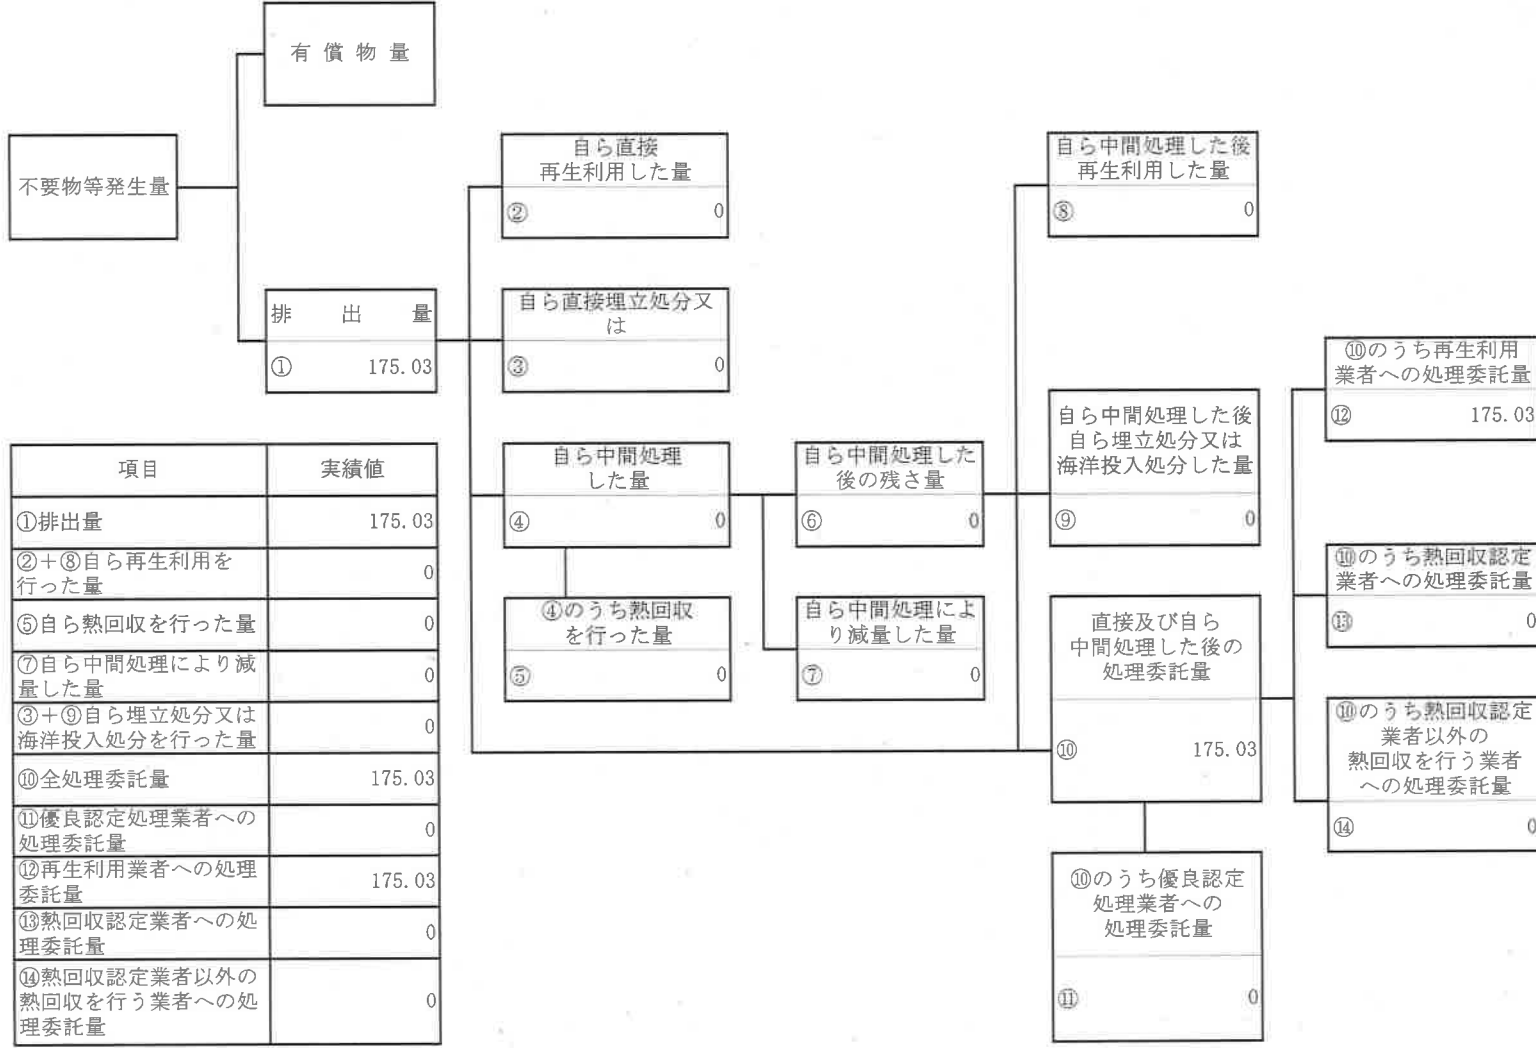 有償物量
不要物等発生量
排出量
① 175.03
自ら直接
再生利用した量
② 0
自ら直接埋立処分又
は
③ 0
自ら中間処理
した量
④ 0
④のうち熱回収
を行った量
⑤ 0
自ら中間処理した
後の残さ量
⑥ 0
自ら中間処理によ
り減量した量
⑦ 0
自ら中間処理した後
再生利用した量
⑧ 0
自ら中間処理した後
自ら埋立処分又は
海洋投入処分した量
⑨ 0
直接及び自ら
中間処理した後の
処理委託量
⑩ 175.03
⑩のうち優良認定
処理業者への
処理委託量
⑪ 0
⑩のうち再生利用
業者への処理委託量
⑫ 175.03
⑩のうち熱回収認定
業者への処理委託量
⑬ 0
⑩のうち熱回収認定
業者以外の
熱回収を行う業者
への処理委託量
⑭ 0
項目 実績値
①排出量 175.03
②+⑧自ら再生利用を
行った量 0
⑤自ら熱回収を行った量 0
⑦自ら中間処理により減
量した量 0
③+⑨自ら埋立処分又は
海洋投入処分を行った量 0
⑩全処理委託量 175.03
⑪優良認定処理業者への
処理委託量 0
⑫再生利用業者への処理
委託量 175.03
⑬熱回収認定業者への処
理委託量 0
⑭熱回収認定業者以外の
熱回収を行う業者への処
理委託量 0